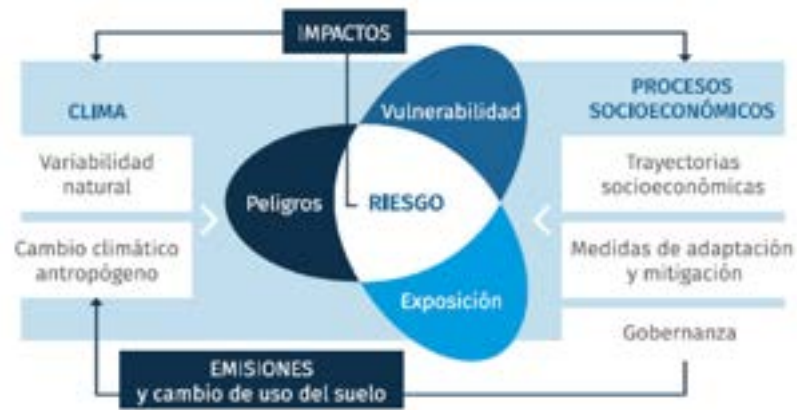 IMPACTOS
CLIMA
Variabilidad
natural
Cambio climático
antropógeno
Peligros
RIESGO
Vulnerabilidad
Exposición
PROCESOS
SOCIOECONÓMICOS
Trayectorias
socioeconómicas
Medidas de adaptación
y mitigación
Gobernanza
EMISIONES
y cambio de uso del suelo